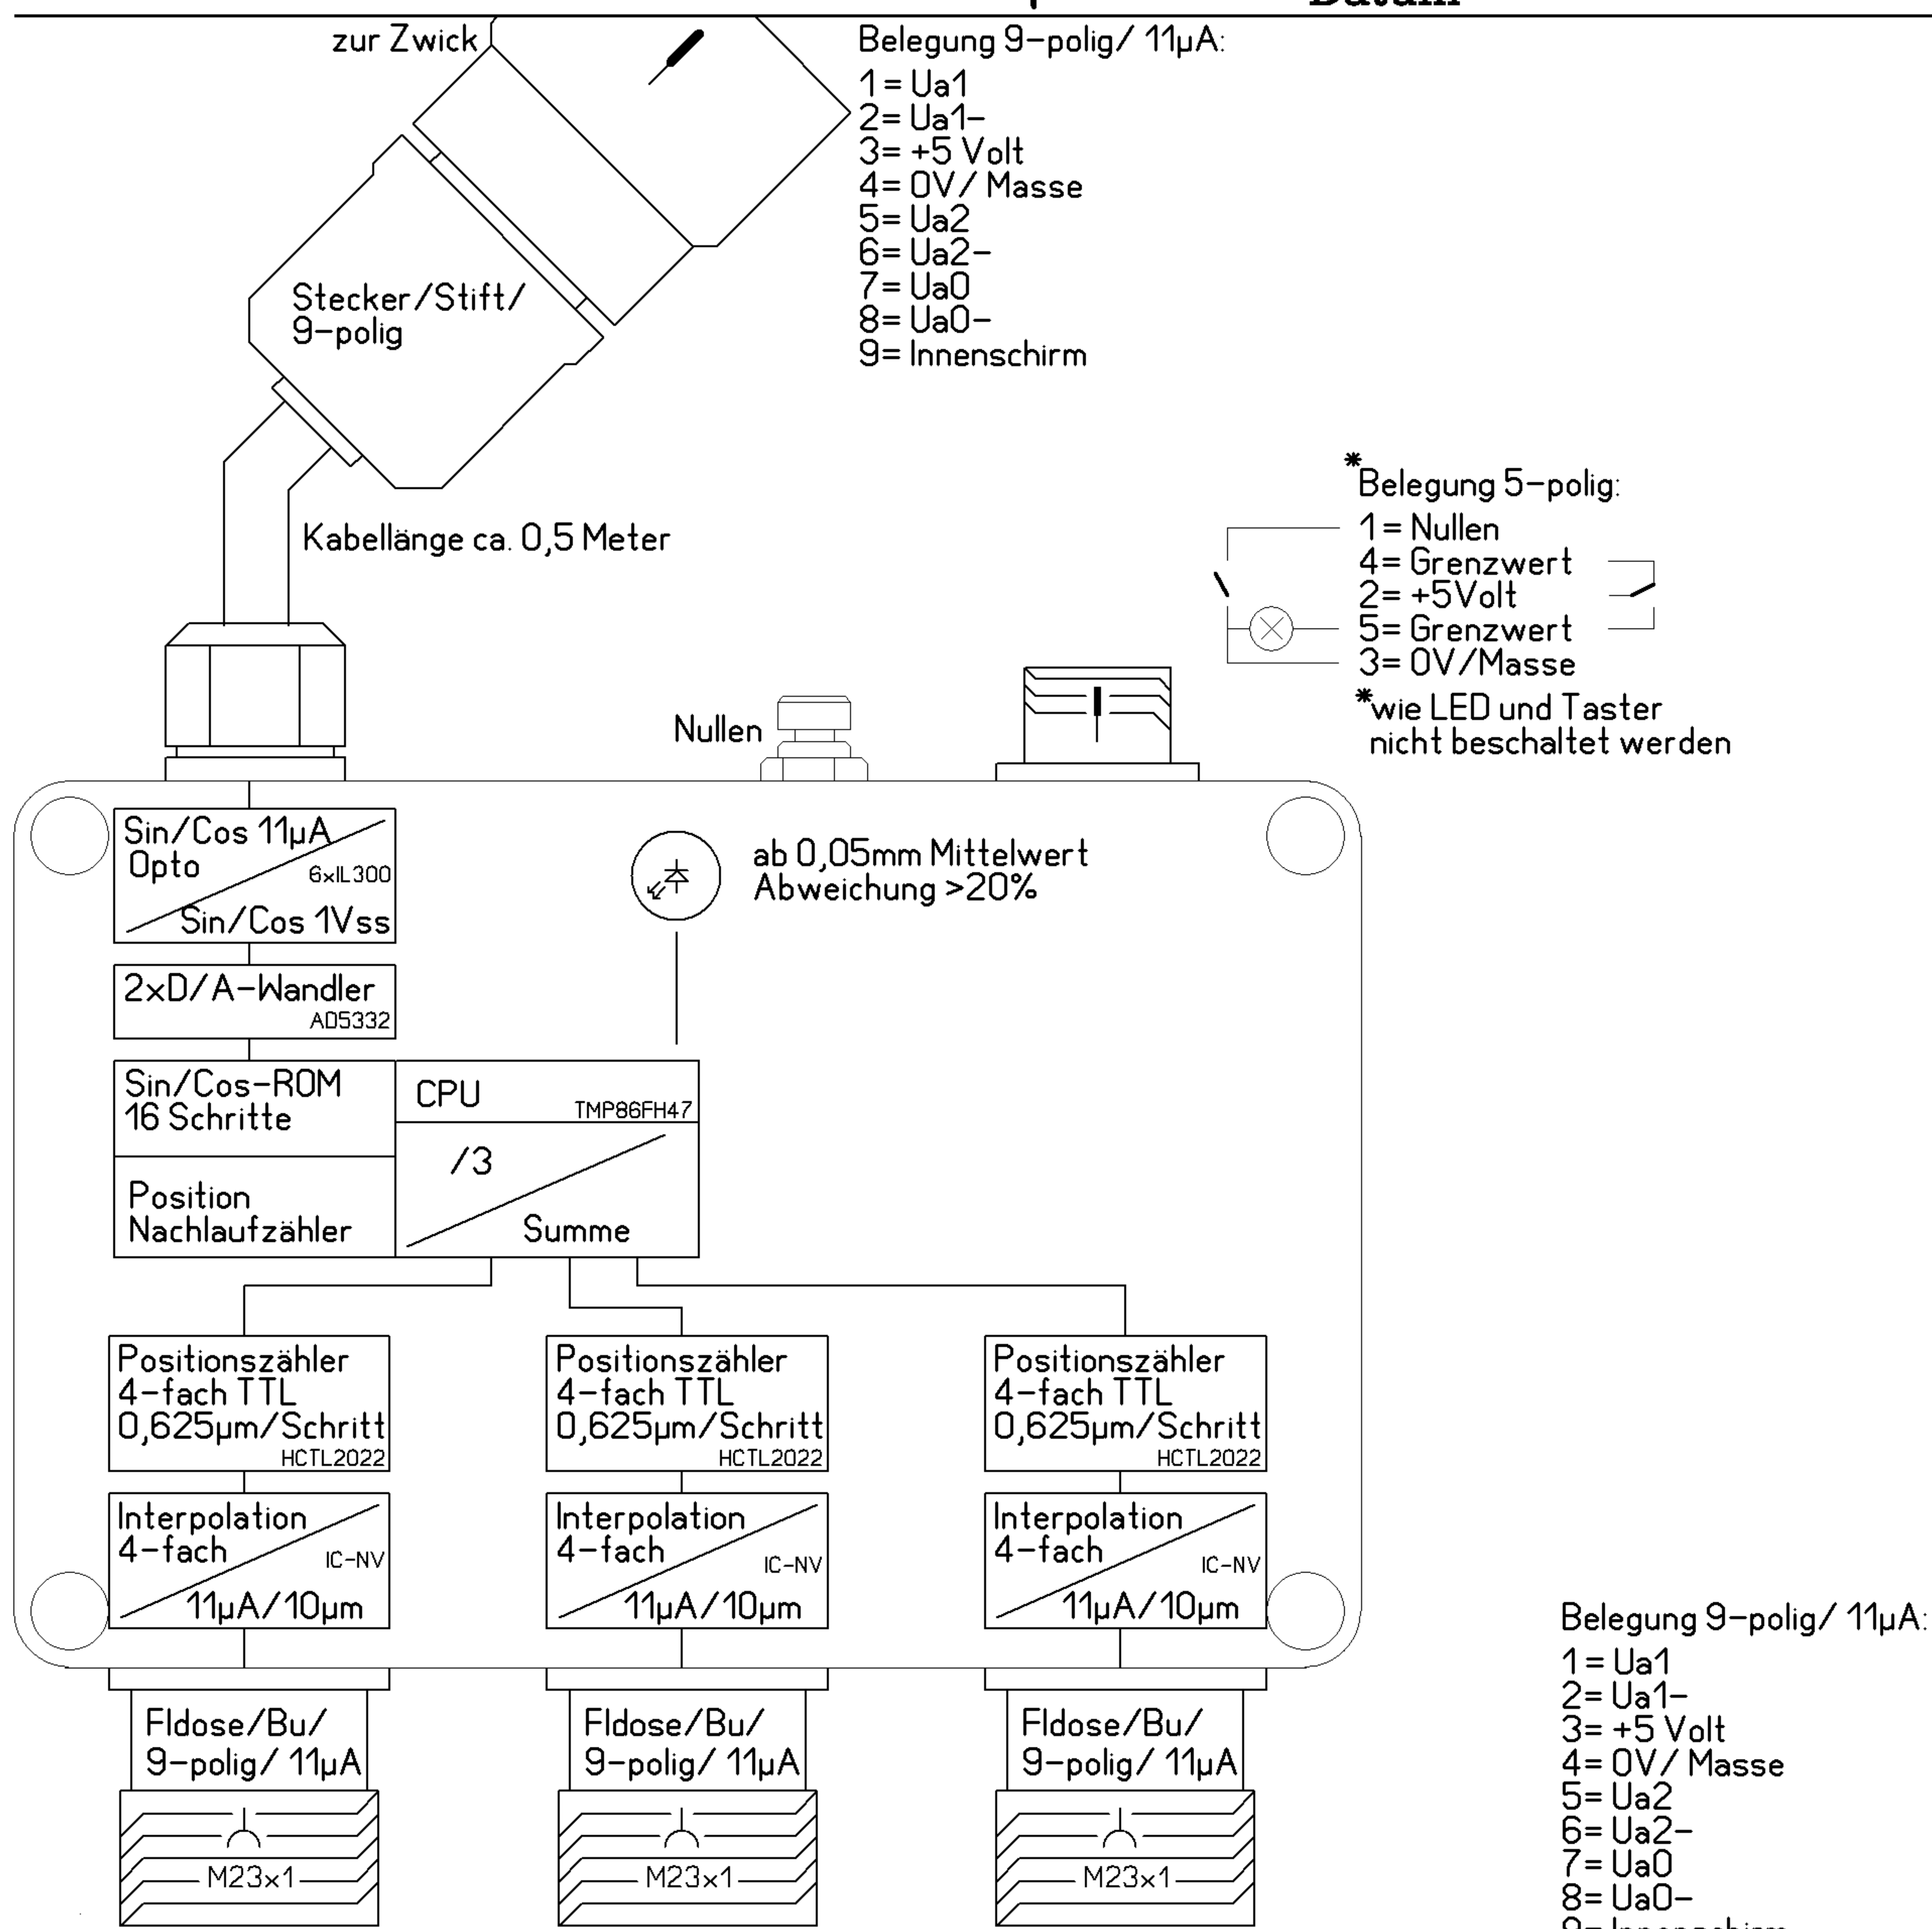 Datum
zur Zwick
Belegung 9-polig/ 11µA:
1= Ua1
2= Ua1-
3= +5 Volt
4= 0V/ Masse
5= Ua2
6= Ua2-
7= Ua0
8= Ua0-
9= Innenschirm
Stecker/Stift/
9-polig
Kabellänge ca. 0,5 Meter
*
Belegung 5-polig:
1= Nullen
4= Grenzwert
2= +5Volt
5= Grenzwert
3= 0V/Masse
*wie LED und Taster
nicht beschaltet werden
Nullen
Sin/Cos 11µA
Opto
6xIL300
Sin/Cos 1Vss
ab 0,05mm Mittelwert
Abweichung >20%
2xD/A-Wandler
AD5332
Sin/Cos-ROM
16 Schritte
CPU
TMP86FH47
/3
Summe
Position
Nachlaufzähler
Positionszähler
4-fach TTL
0,625µm/Schritt
HCTL2022
Positionszähler
4-fach TTL
0,625µm/Schritt
HCTL2022
Positionszähler
4-fach TTL
0,625µm/Schritt
HCTL2022
Interpolation
4-fach
IC-NV
11µA/10µm
Interpolation
4-fach
IC-NV
11µA/10µm
Interpolation
4-fach
IC-NV
11µA/10µm
Fldose/Bu/
9-polig/ 11µA
M23x1
Fldose/Bu/
9-polig/ 11µA
M23x1
Fldose/Bu/
9-polig/ 11µA
M23x1
Belegung 9-polig/ 11µA:
1= Ua1
2= Ua1-
3= +5 Volt
4= 0V/ Masse
5= Ua2
6= Ua2-
7= Ua0
8= Ua0-
9= Innenschirm